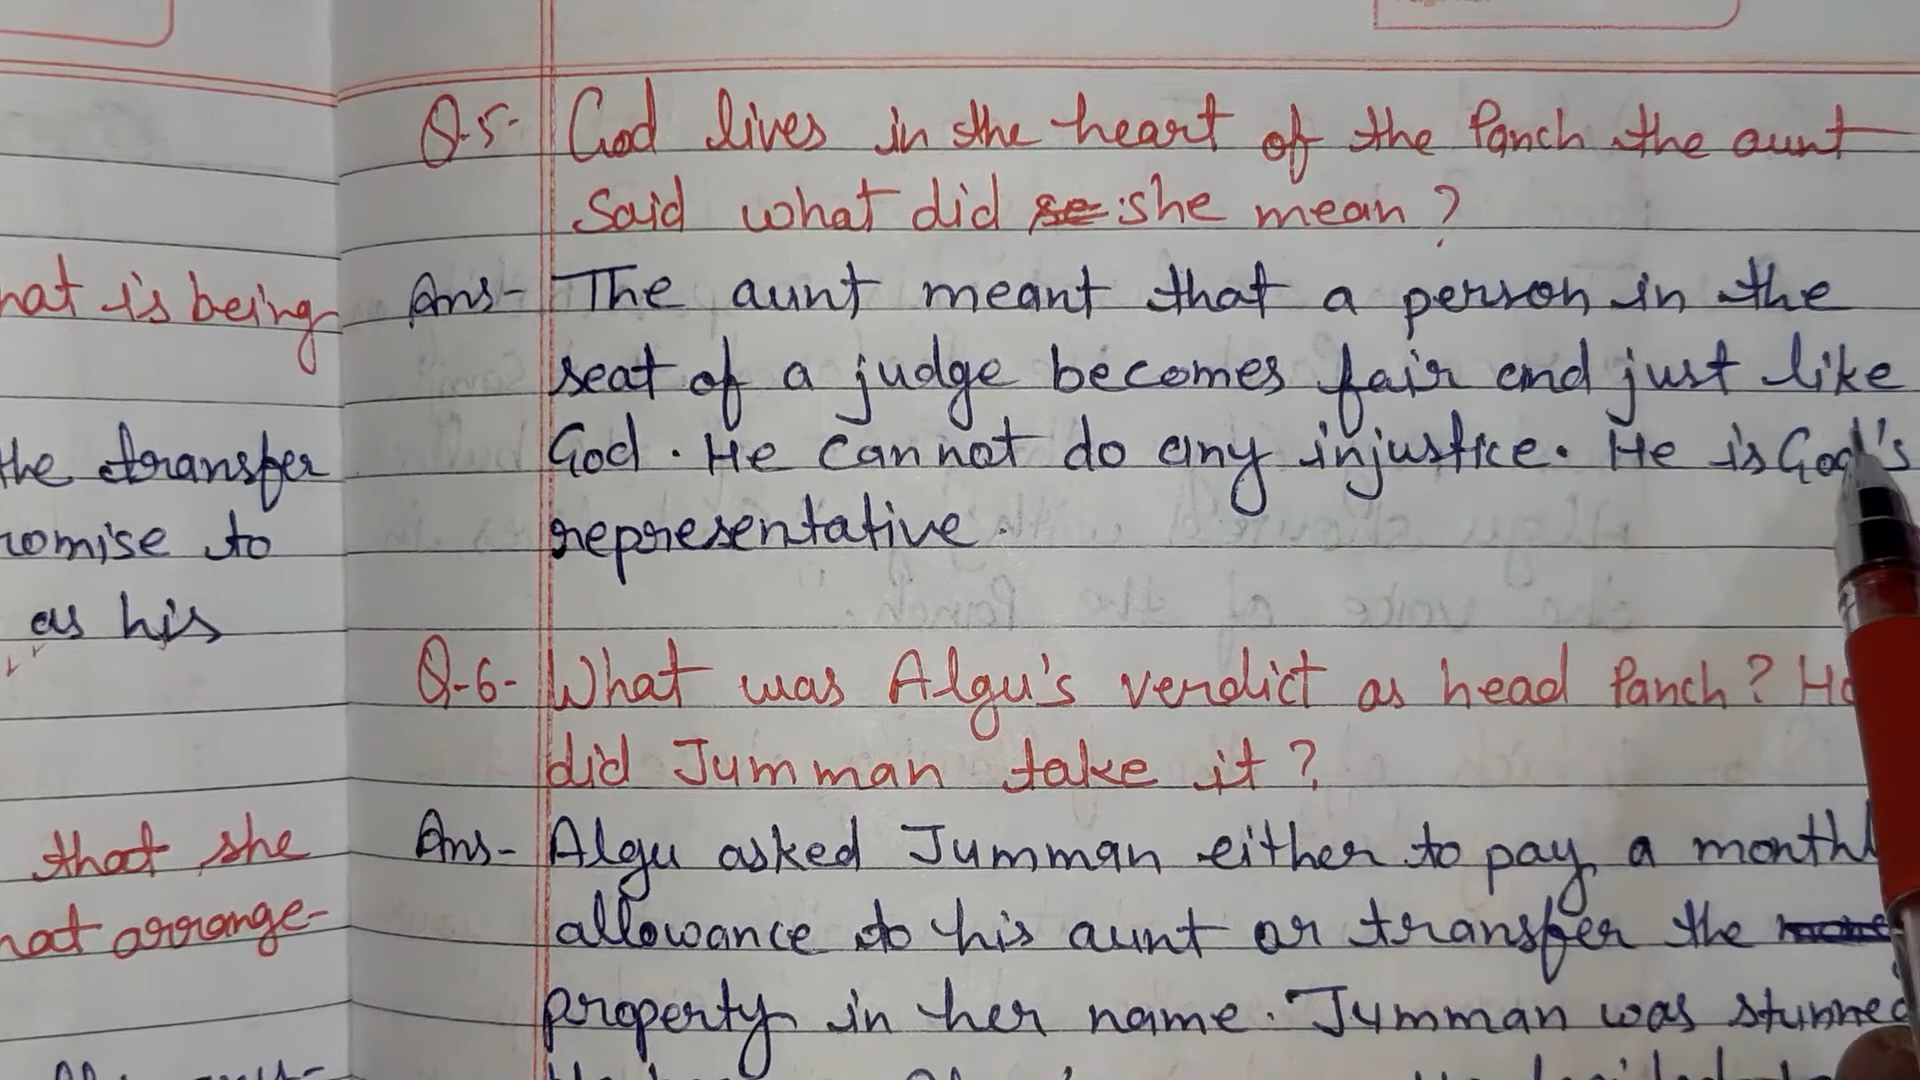 hat is being
the transfer
romise to
as his
that she
hat arrange-
Q-5- God lives in the heart of the Panch the aunt
said what did she mean?
Ans- The aunt meant that a person in the
seat of a judge becomes fair and just like
God. He cannot do any injustice. He is God's
representative.
Q-6- What was Algu's verdict as head Panch? Ho
did Jumman take it?
Ans- Algu asked Jumman either to pay a monthl
allowance to his aunt or transfer the
property in her name. Jumman was stunned